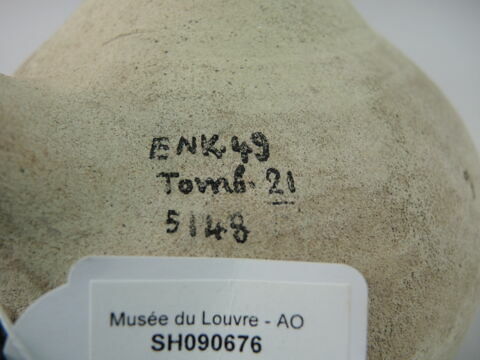 ENK.49
Tomb. 21
5148
Musée du Louvre - AO
SH090676